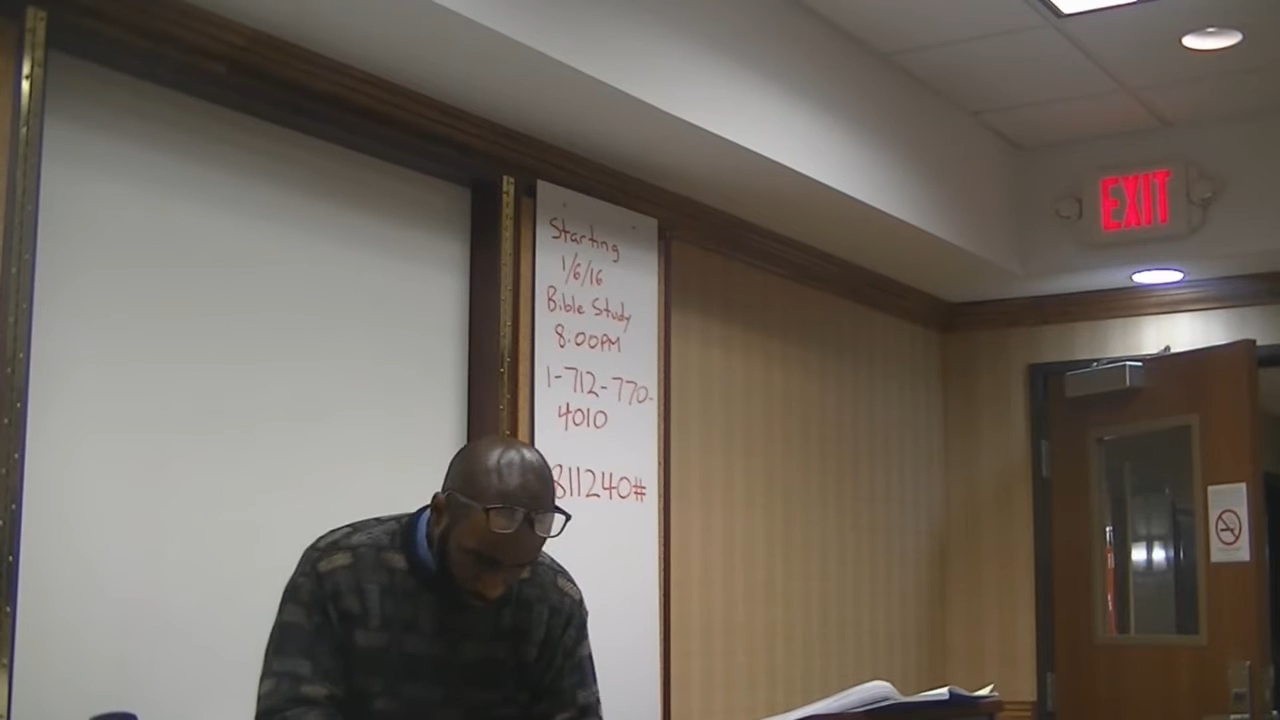 Starting
1/6/16
Bible Study
8:00PM
1-712-770-
4010
811240#
EXIT